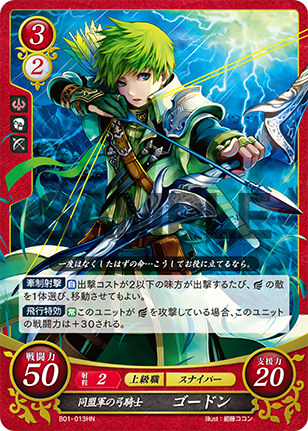 3
2
SAMPLE
一度はなくしたはずの命…こうしてお役に立てるなら。
牽制射撃 自 出撃コストが2以下の味方が出撃するたび、の敵
を1体選び、移動させてもよい。
飛行特効 常 このユニットがを攻撃している場合、このユニット
の戦闘力は+30される。
戦闘力
50
射程 2 上級職 スナイパー
支援力
20
同盟軍の弓騎士 ゴードン
B01-013HN
Illust:紺藤ココン